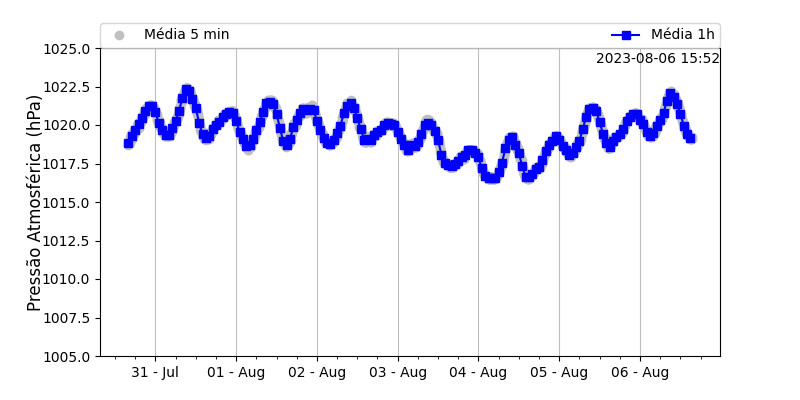 Média 5 min
Média 1h
2023-08-06 15:52
Pressão Atmosférica (hPa)
1025.0
1022.5
1020.0
1017.5
1015.0
1012.5
1010.0
1007.5
1005.0
31 - Jul
01 - Aug
02 - Aug
03 - Aug
04 - Aug
05 - Aug
06 - Aug